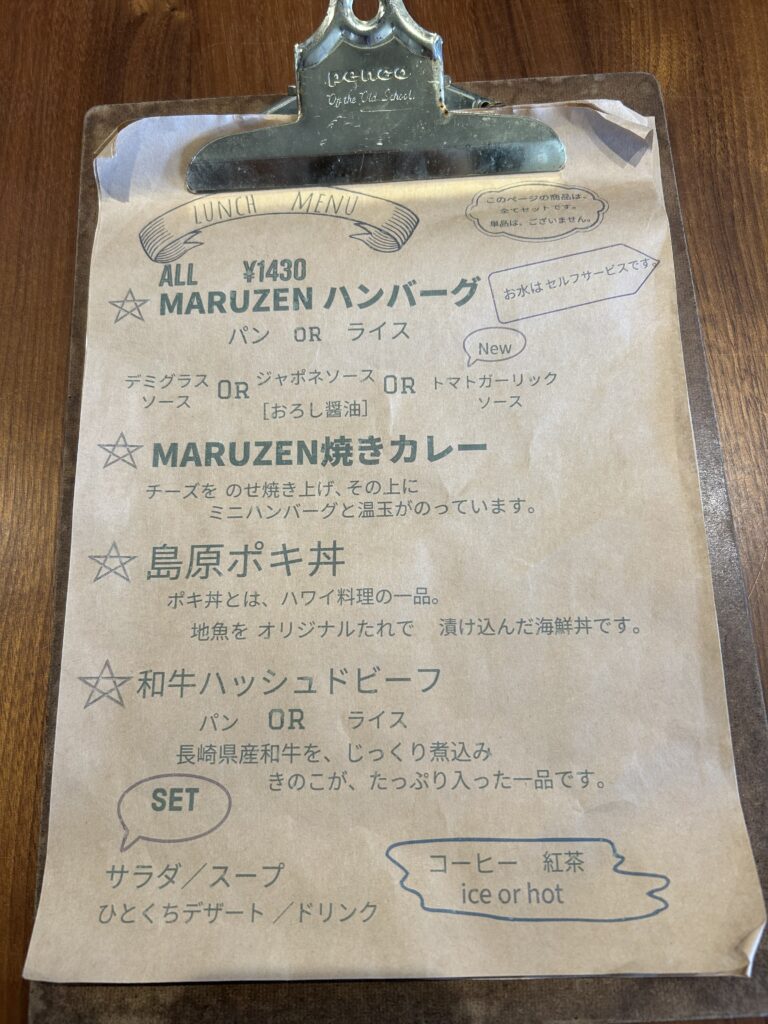 penco
On the Old School.
LUNCH MENU
このページの商品は、
全てセットです。
単品は、ございません。
ALL ¥1430
MARUZEN ハンバーグ
お水は セルフサービスです。
パン OR ライス
New
デミグラス
ソース
OR
ジャポネソース
[おろし醤油]
OR
トマトガーリック
ソース
MARUZEN焼きカレー
チーズを のせ焼き上げ、その上に
ミニハンバーグと温玉がのっています。
島原ポキ丼
ポキ丼とは、ハワイ料理の一品。
地魚を オリジナルたれで 漬け込んだ海鮮丼です。
和牛ハッシュドビーフ
パン OR ライス
長崎県産和牛を、じっくり煮込み
きのこが、たっぷり入った一品です。
SET
サラダ／スープ
ひとくちデザート ／ドリンク
コーヒー 紅茶
ice or hot